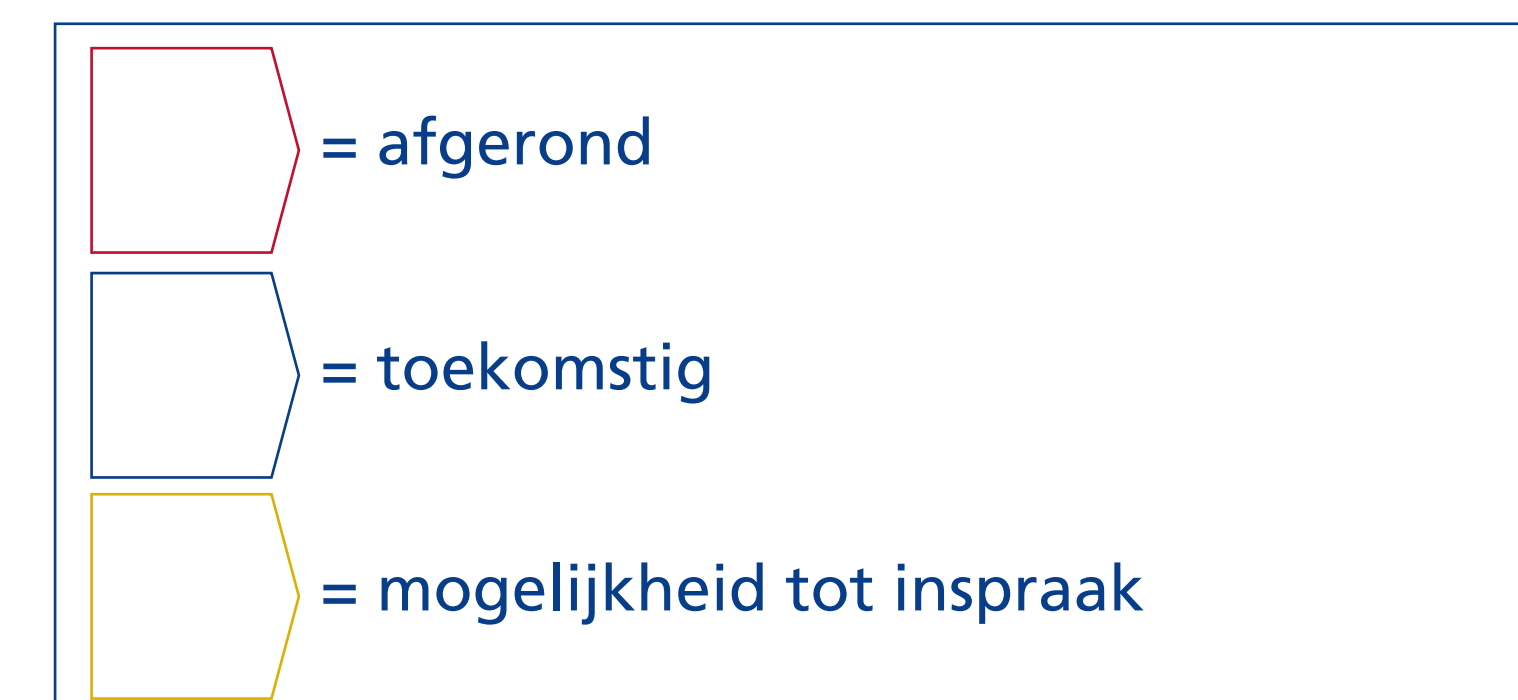 = afgerond
= toekomstig
= mogelijkheid tot inspraak